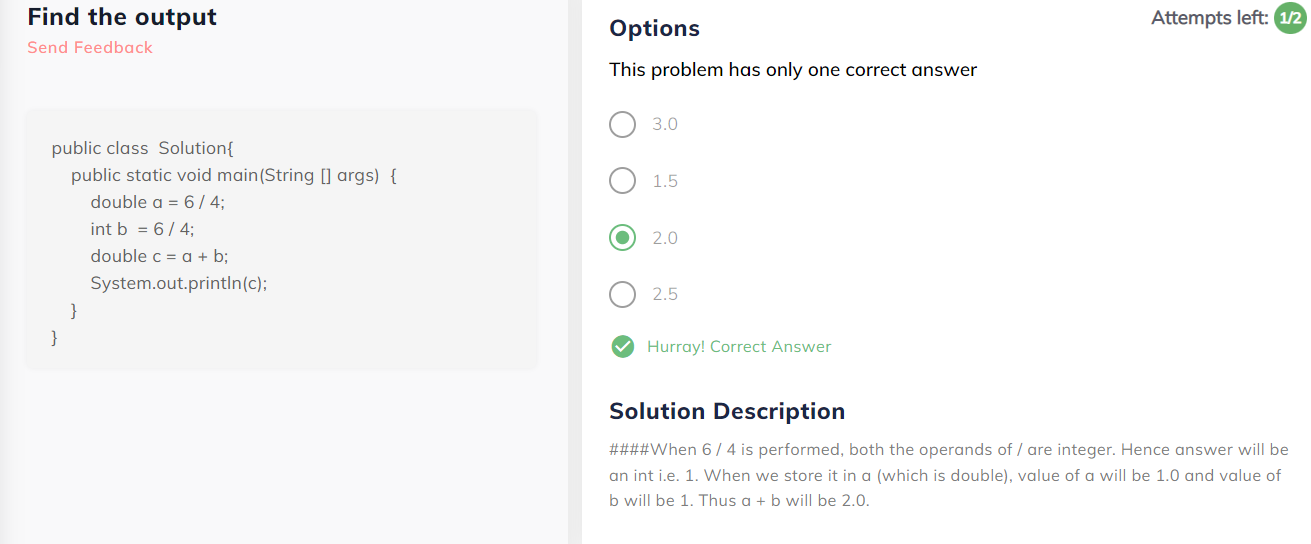 Find the output
Send Feedback
public class  Solution{
    public static void main(String [] args)  {
        double a = 6 / 4;
        int b  = 6 / 4;
        double c = a + b;
        System.out.println(c);
    }
}
Attempts left: 1/2
Options
This problem has only one correct answer
3.0
1.5
2.0
2.5
Hurray! Correct Answer
Solution Description
####When 6 / 4 is performed, both the operands of / are integer. Hence answer will be
an int i.e. 1. When we store it in a (which is double), value of a will be 1.0 and value of
b will be 1. Thus a + b will be 2.0.